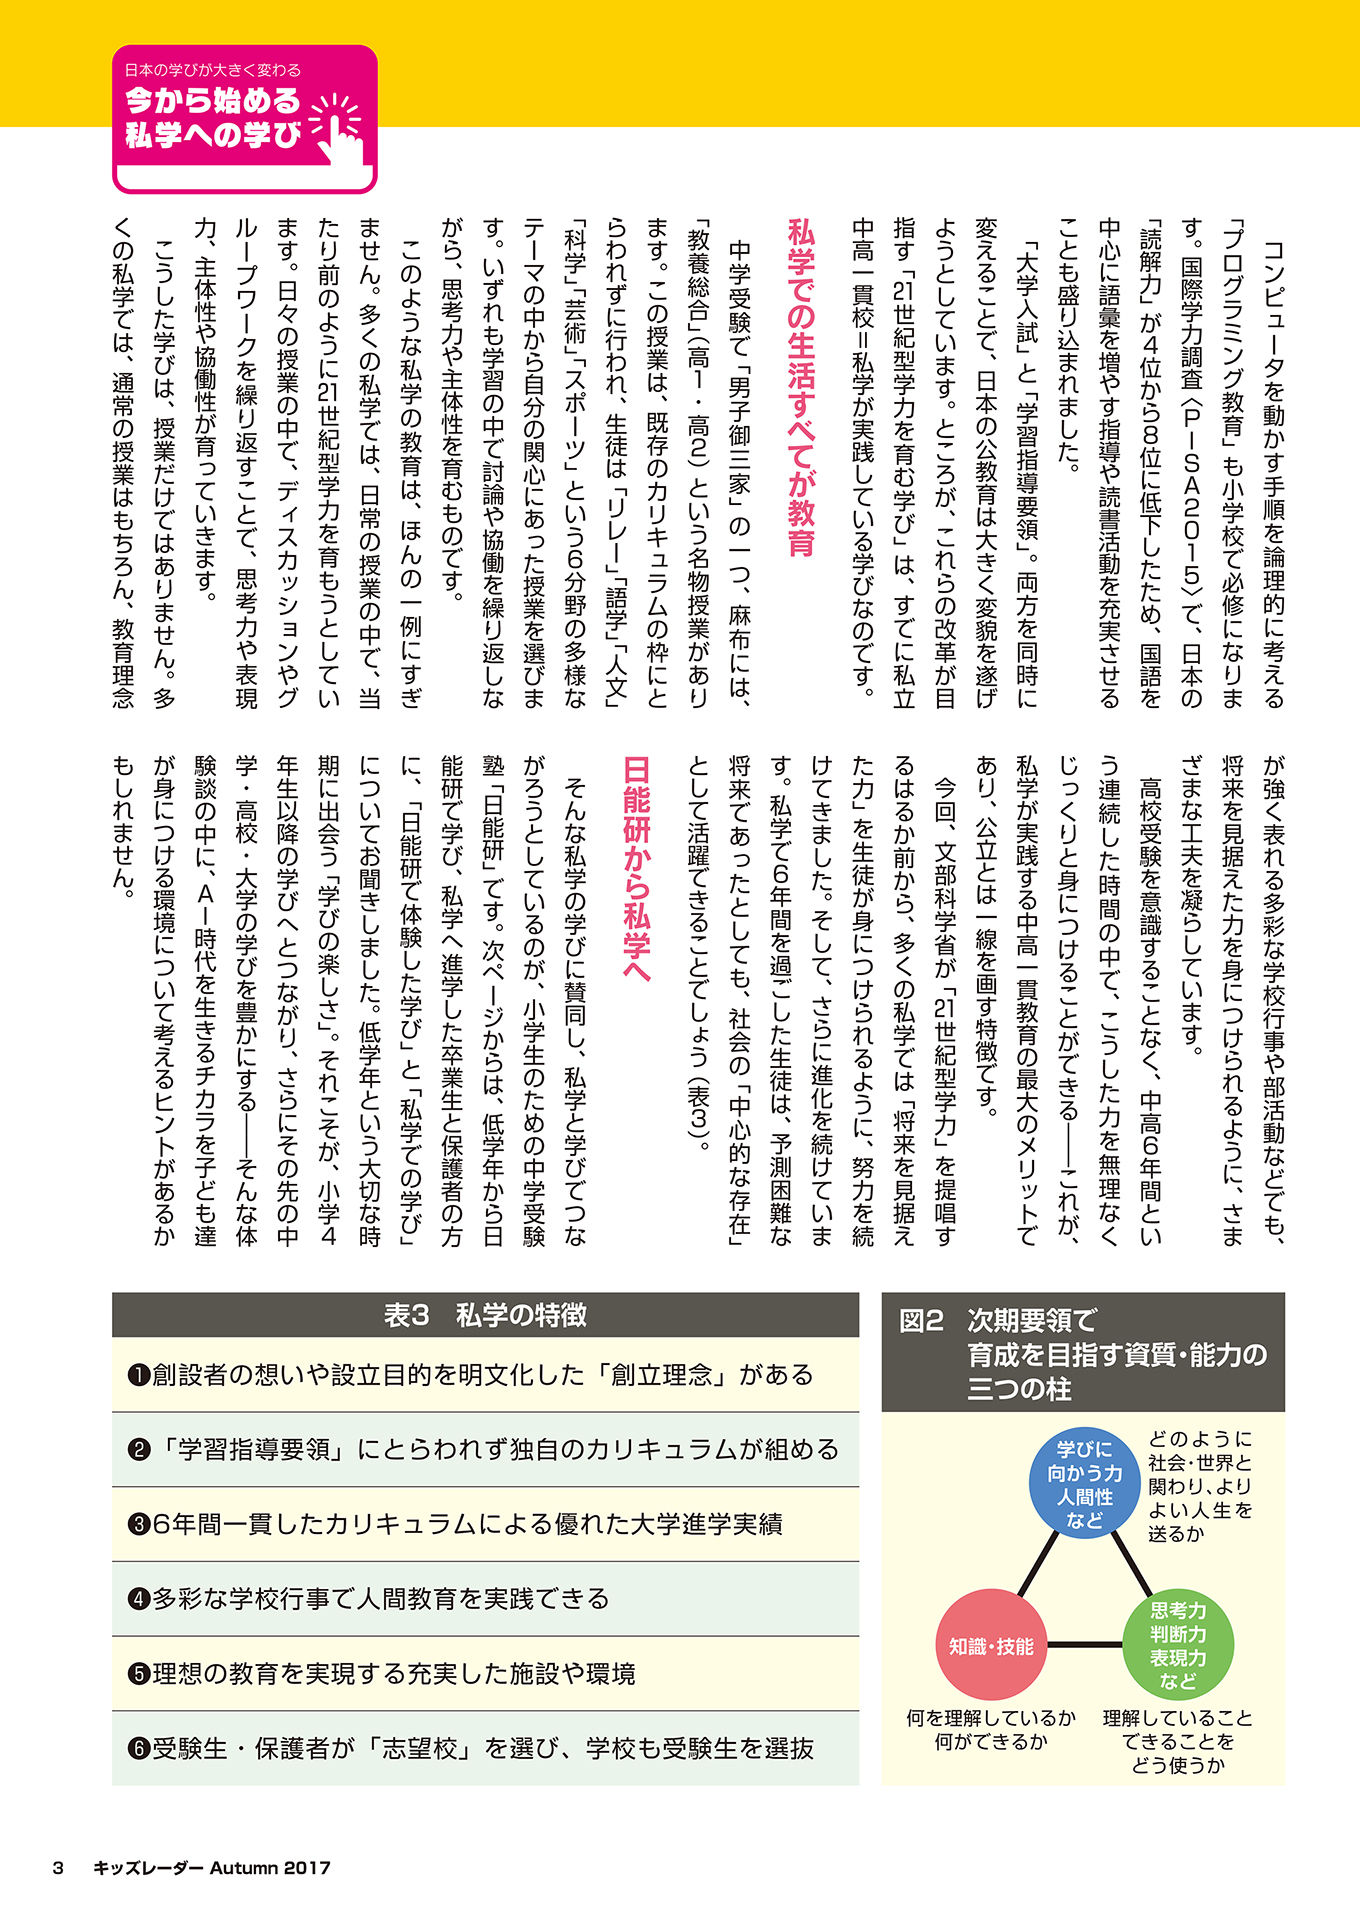 日本の学びが大きく変わる
今から始める
私学への学び
　コンピュータを動かす手順を論理的に考える
「プログラミング教育」も小学校で必修になりま
す。国際学力調査〈PISA2015〉で、日本の
「読解力」が4位から8位に低下したため、国語を
中心に語彙を増やす指導や読書活動を充実させる
ことも盛り込まれました。
　「大学入試」と「学習指導要領」。両方を同時に
変えることで、日本の公教育は大きく変貌を遂げ
ようとしています。ところが、これらの改革が目
指す「21世紀型学力を育む学び」は、すでに私立
中高一貫校＝私学が実践している学びなのです。
私学での生活すべてが教育
　中学受験で「男子御三家」の一つ、麻布には、
「教養総合」（高1・高2）という名物授業があり
ます。この授業は、既存のカリキュラムの枠にと
らわれずに行われ、生徒は「リレー」「語学」「人文」
「科学」「芸術」「スポーツ」という6分野の多様な
テーマの中から自分の関心にあった授業を選びま
す。いずれも学習の中で討論や協働を繰り返しな
がら、思考力や主体性を育むものです。
　このような私学の教育は、ほんの一例にすぎ
ません。多くの私学では、日常の授業の中で、当
たり前のように21世紀型学力を育もうとしてい
ます。日々の授業の中で、ディスカッションやグ
ループワークを繰り返すことで、思考力や表現
力、主体性や協働性が育っていきます。
　こうした学びは、授業だけではありません。多
くの私学では、通常の授業はもちろん、教育理念
が強く表れる多彩な学校行事や部活動などでも、
将来を見据えた力を身につけられるように、さま
ざまな工夫を凝らしています。
　高校受験を意識することなく、中高6年間とい
う連続した時間の中で、こうした力を無理なく
じっくりと身につけることができる――これが、
私学が実践する中高一貫教育の最大のメリットで
あり、公立とは一線を画す特徴です。
　今回、文部科学省が「21世紀型学力」を提唱す
るはるか前から、多くの私学では「将来を見据え
た力」を生徒が身につけられるように、努力を続
けてきました。そして、さらに進化を続けていま
す。私学で6年間を過ごした生徒は、予測困難な
将来であったとしても、社会の「中心的な存在」
として活躍できることでしょう（表3）。
日能研から私学へ
　そんな私学の学びに賛同し、私学と学びでつな
がろうとしているのが、小学生のための中学受験
塾「日能研」です。次ページからは、低学年から日
能研で学び、私学へ進学した卒業生と保護者の方
に、「日能研で体験した学び」と「私学での学び」
についてお聞きしました。低学年という大切な時
期に出会う「学びの楽しさ」。それこそが、小学4
年生以降の学びへとつながり、さらにその先の中
学・高校・大学の学びを豊かにする――そんな体
験談の中に、AI時代を生きるチカラを子ども達
が身につける環境について考えるヒントがあるか
もしれません。
表3　私学の特徴
❶創設者の想いや設立目的を明文化した「創立理念」がある
❷「学習指導要領」にとらわれず独自のカリキュラムが組める
❸6年間一貫したカリキュラムによる優れた大学進学実績
❹多彩な学校行事で人間教育を実践できる
❺理想の教育を実現する充実した施設や環境
❻受験生・保護者が「志望校」を選び、学校も受験生を選抜
図2　次期要領で
育成を目指す資質・能力の
三つの柱
学びに
向かう力
人間性
など
どのように
社会・世界と
関わり、より
よい人生を
送るか
知識・技能
何を理解しているか
何ができるか
思考力
判断力
表現力
など
理解していること
できることを
どう使うか
3　キッズレーダー Autumn 2017